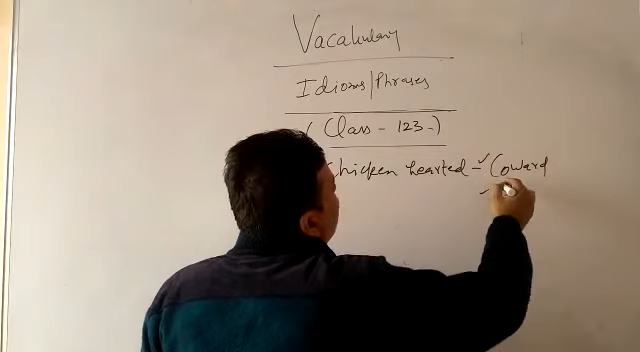 Vacabulary
Idioms/Phrases
( Class - 123 - )
Chicken hearted - Coward